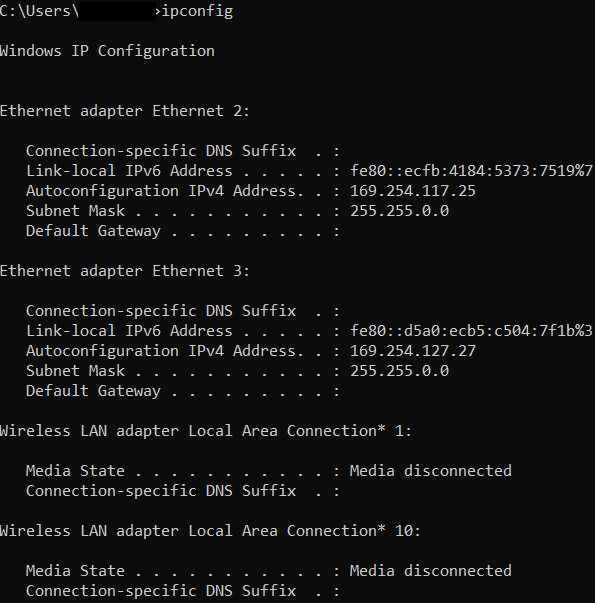 C:\Users\ >ipconfig
Windows IP Configuration
Ethernet adapter Ethernet 2:
Connection-specific DNS Suffix . :
Link-local IPv6 Address . . . . . : fe80::ecfb:4184:5373:7519%7
Autoconfiguration IPv4 Address. . : 169.254.117.25
Subnet Mask . . . . . . . . . . . : 255.255.0.0
Default Gateway . . . . . . . . . :
Ethernet adapter Ethernet 3:
Connection-specific DNS Suffix . :
Link-local IPv6 Address . . . . . : fe80::d5a0:ecb5:c504:7f1b%3
Autoconfiguration IPv4 Address. . : 169.254.127.27
Subnet Mask . . . . . . . . . . . : 255.255.0.0
Default Gateway . . . . . . . . . :
Wireless LAN adapter Local Area Connection* 1:
Media State . . . . . . . . . . . : Media disconnected
Connection-specific DNS Suffix . :
Wireless LAN adapter Local Area Connection* 10:
Media State . . . . . . . . . . . : Media disconnected
Connection-specific DNS Suffix . :